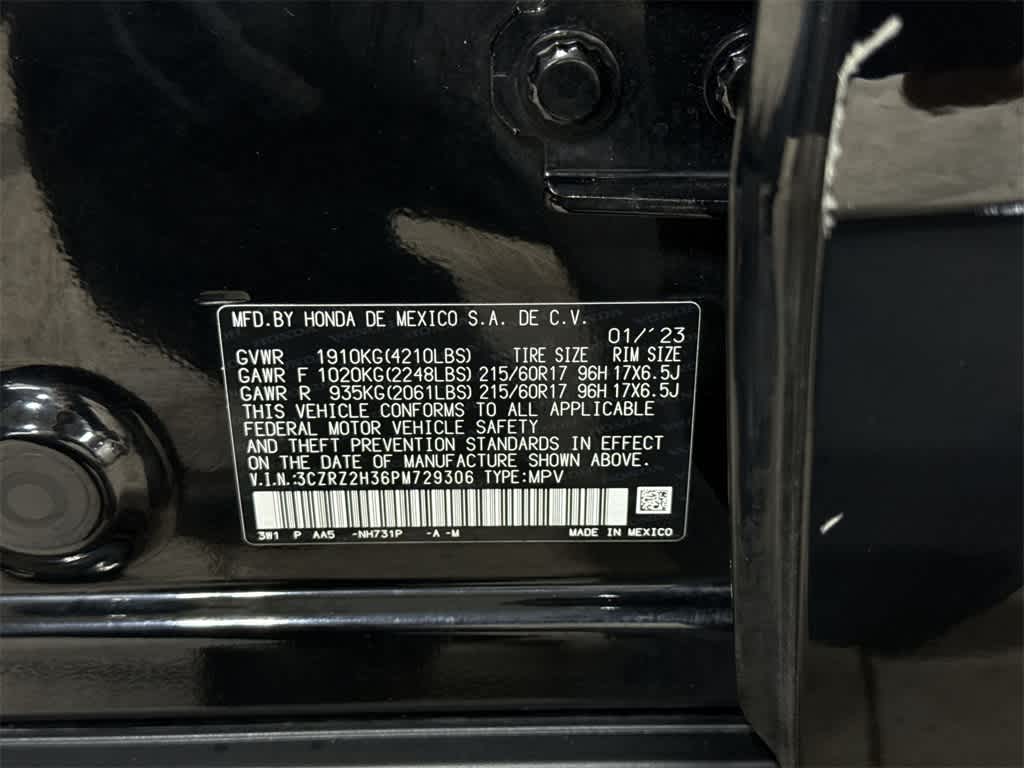 MFD.BY HONDA DE MEXICO S.A. DE C.V.
01/'23
GVWR 1910KG(4210LBS) TIRE SIZE RIM SIZE
GAWR F 1020KG(2248LBS) 215/60R17 96H 17X6.5J
GAWR R 935KG(2061LBS) 215/60R17 96H 17X6.5J
THIS VEHICLE CONFORMS TO ALL APPLICABLE
FEDERAL MOTOR VEHICLE SAFETY
AND THEFT PREVENTION STANDARDS IN EFFECT
ON THE DATE OF MANUFACTURE SHOWN ABOVE.
V.I.N.:3CZRZ2H36PM729306 TYPE:MPV
3W1 P AA5 -NH731P -A -M MADE IN MEXICO